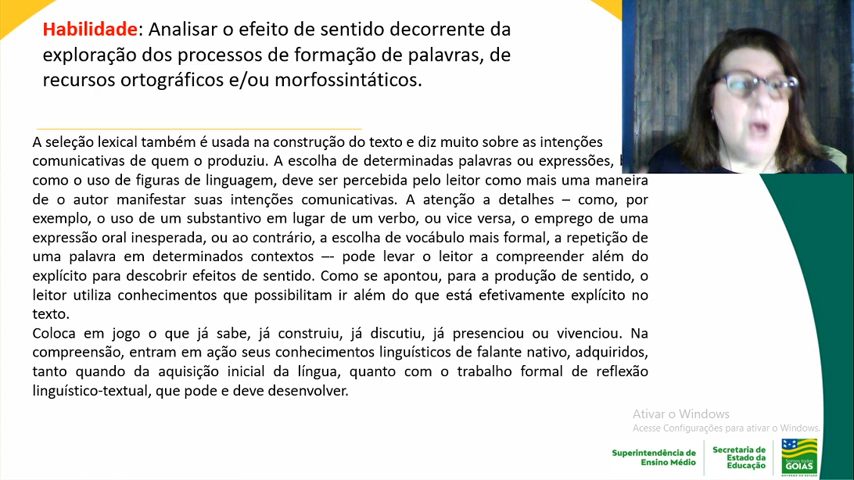 Habilidade: Analisar o efeito de sentido decorrente da
exploração dos processos de formação de palavras, de
recursos ortográficos e/ou morfossintáticos.
A seleção lexical também é usada na construção do texto e diz muito sobre as intenções
comunicativas de quem o produziu. A escolha de determinadas palavras ou expressões,
como o uso de figuras de linguagem, deve ser percebida pelo leitor como mais uma maneira
de o autor manifestar suas intenções comunicativas. A atenção a detalhes – como, por
exemplo, o uso de um substantivo em lugar de um verbo, ou vice versa, o emprego de uma
expressão oral inesperada, ou ao contrário, a escolha de vocábulo mais formal, a repetição de
uma palavra em determinados contextos –- pode levar o leitor a compreender além do
explícito para descobrir efeitos de sentido. Como se apontou, para a produção de sentido, o
leitor utiliza conhecimentos que possibilitam ir além do que está efetivamente explícito no
texto.
Coloca em jogo o que já sabe, já construiu, já discutiu, já presenciou ou vivenciou. Na
compreensão, entram em ação seus conhecimentos linguísticos de falante nativo, adquiridos,
tanto quando da aquisição inicial da língua, quanto com o trabalho formal de reflexão
linguístico-textual, que pode e deve desenvolver.
Ativar o Windows
Acesse Configurações para ativar o Windows.
Superintendência de
Ensino Médio
Secretaria de
Estado da
Educação
GOIÁS